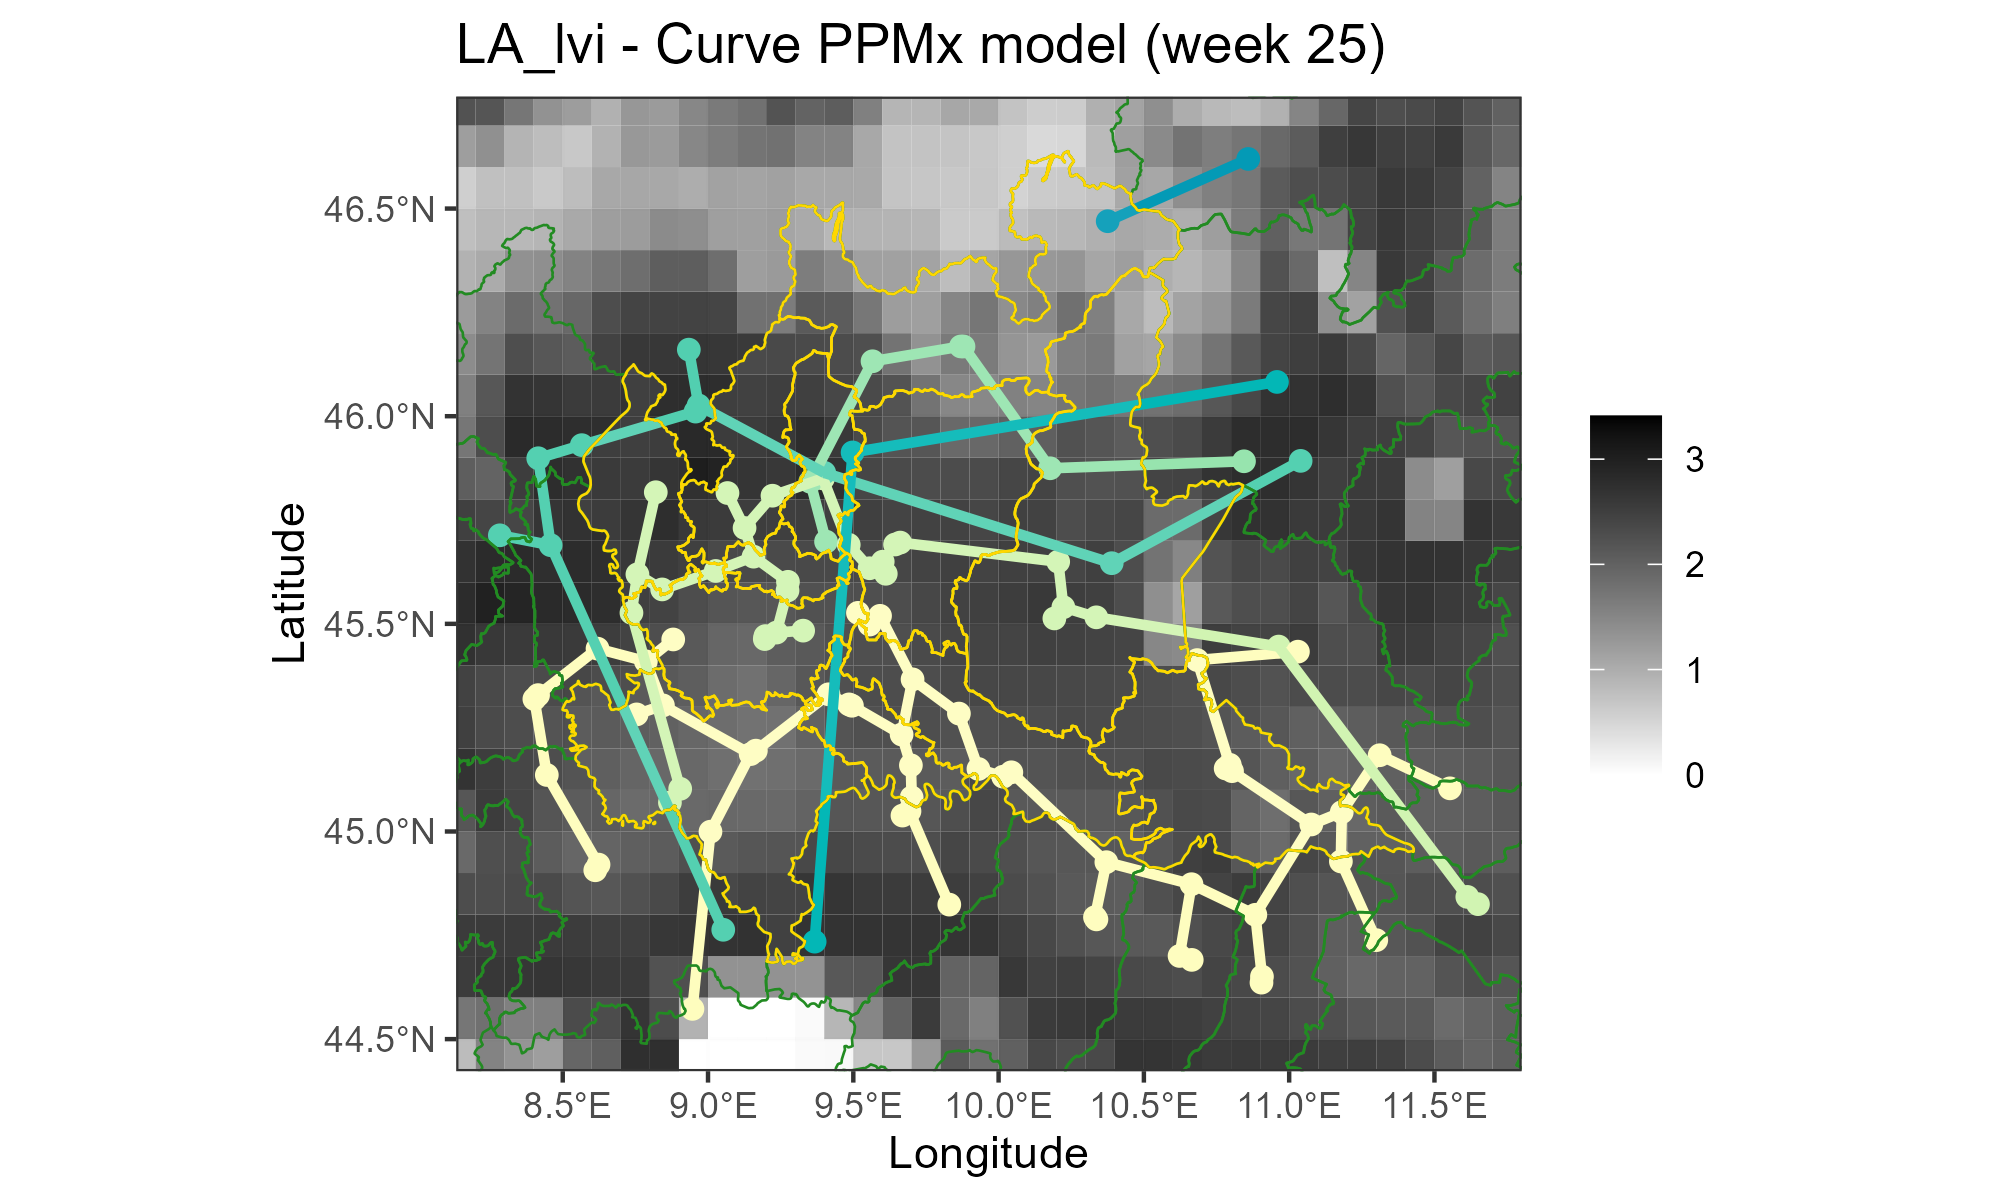 LA_lvi - Curve PPMx model (week 25)
46.5°N
46.0°N
45.5°N
45.0°N
44.5°N
Latitude
8.5°E 9.0°E 9.5°E 10.0°E 10.5°E 11.0°E 11.5°E
Longitude
3
2
1
0